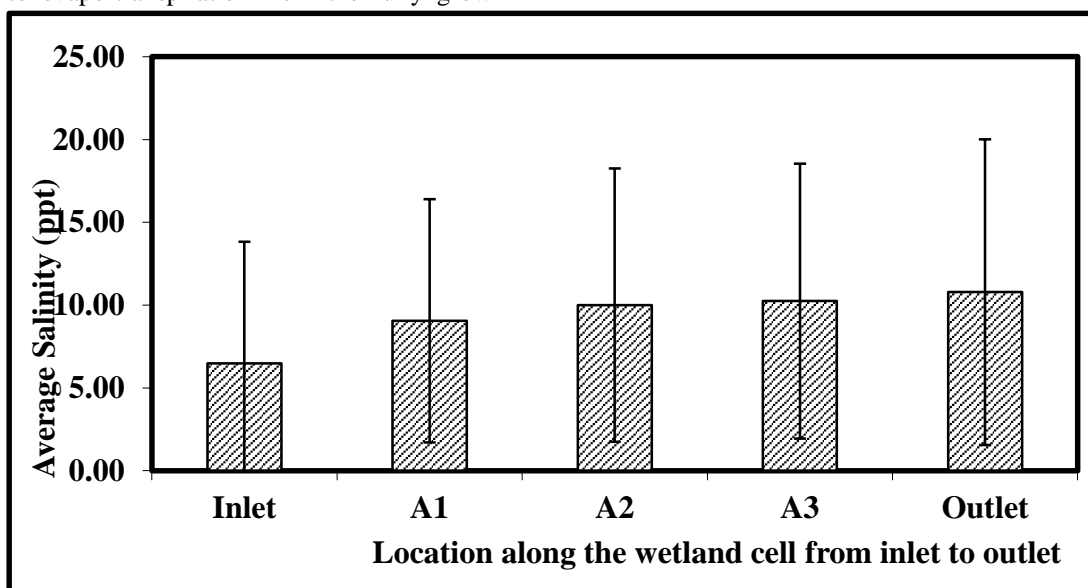 25.00
20.00
15.00
10.00
5.00
0.00
Average Salinity (ppt)
Inlet A1 A2 A3 Outlet
Location along the wetland cell from inlet to outlet